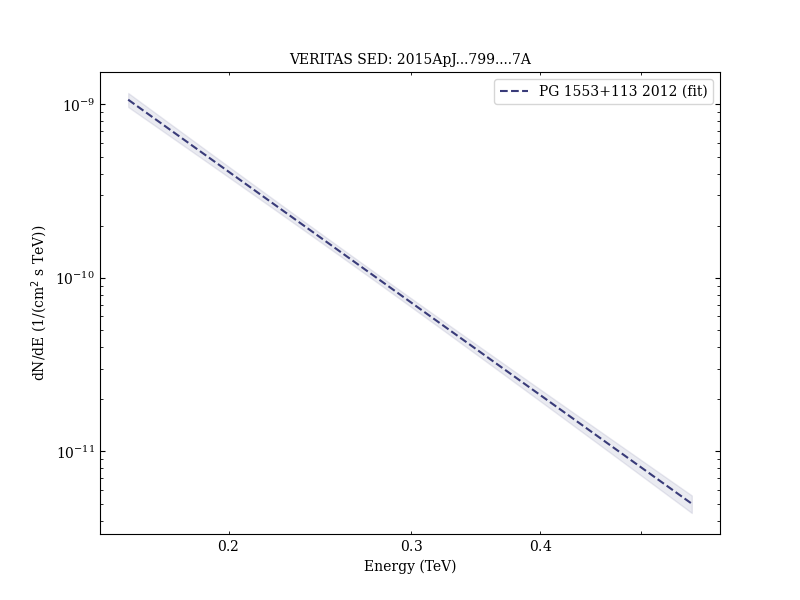 VERITAS SED: 2015ApJ...799....7A
PG 1553+113 2012 (fit)
dN/dE (1/(cm² s TeV))
10⁻⁹
10⁻¹⁰
10⁻¹¹
0.2 0.3 0.4
Energy (TeV)